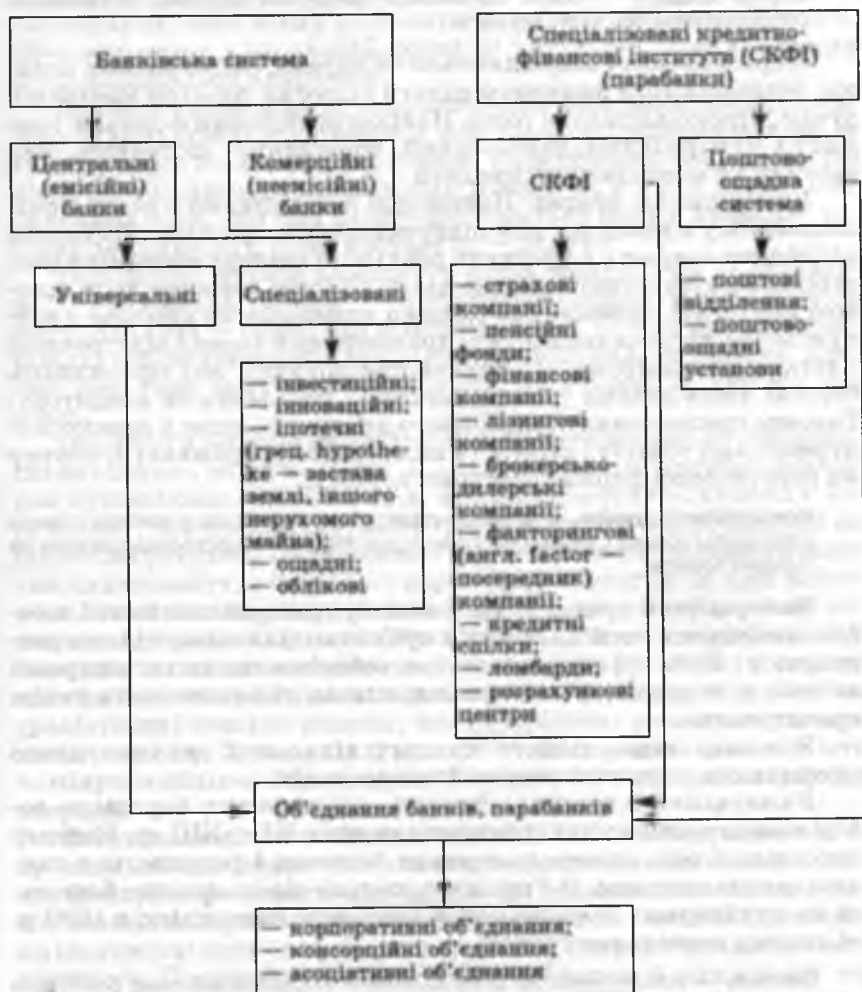 Банківська система
Спеціалізовані кредитно-
фінансові інститути (СКФІ)
(парабанки)
Центральні
(емісійні)
банки
Комерційні
(неемісійні)
банки
СКФІ
Поштово-
ощадна
система
Універсальні
Спеціалізовані
— інвестиційні;
— інноваційні;
— іпотечні
(грец. hypothe-
ke — застава
землі, іншого
нерухомого
майна);
— ощадні;
— облікові
— страхові
компанії;
— пенсійні
фонди;
— фінансові
компанії;
— лізингові
компанії;
— брокерсько-
дилерські
компанії;
— факторингові
(англ. factor —
посередник)
компанії;
— кредитні
спілки;
— ломбарди;
— розрахункові
центри
— поштові
відділення;
— поштово-
ощадні
установи
Об’єднання банків, парабанків
— корпоративні об’єднання;
— консорційні об’єднання;
— асоціативні об’єднання